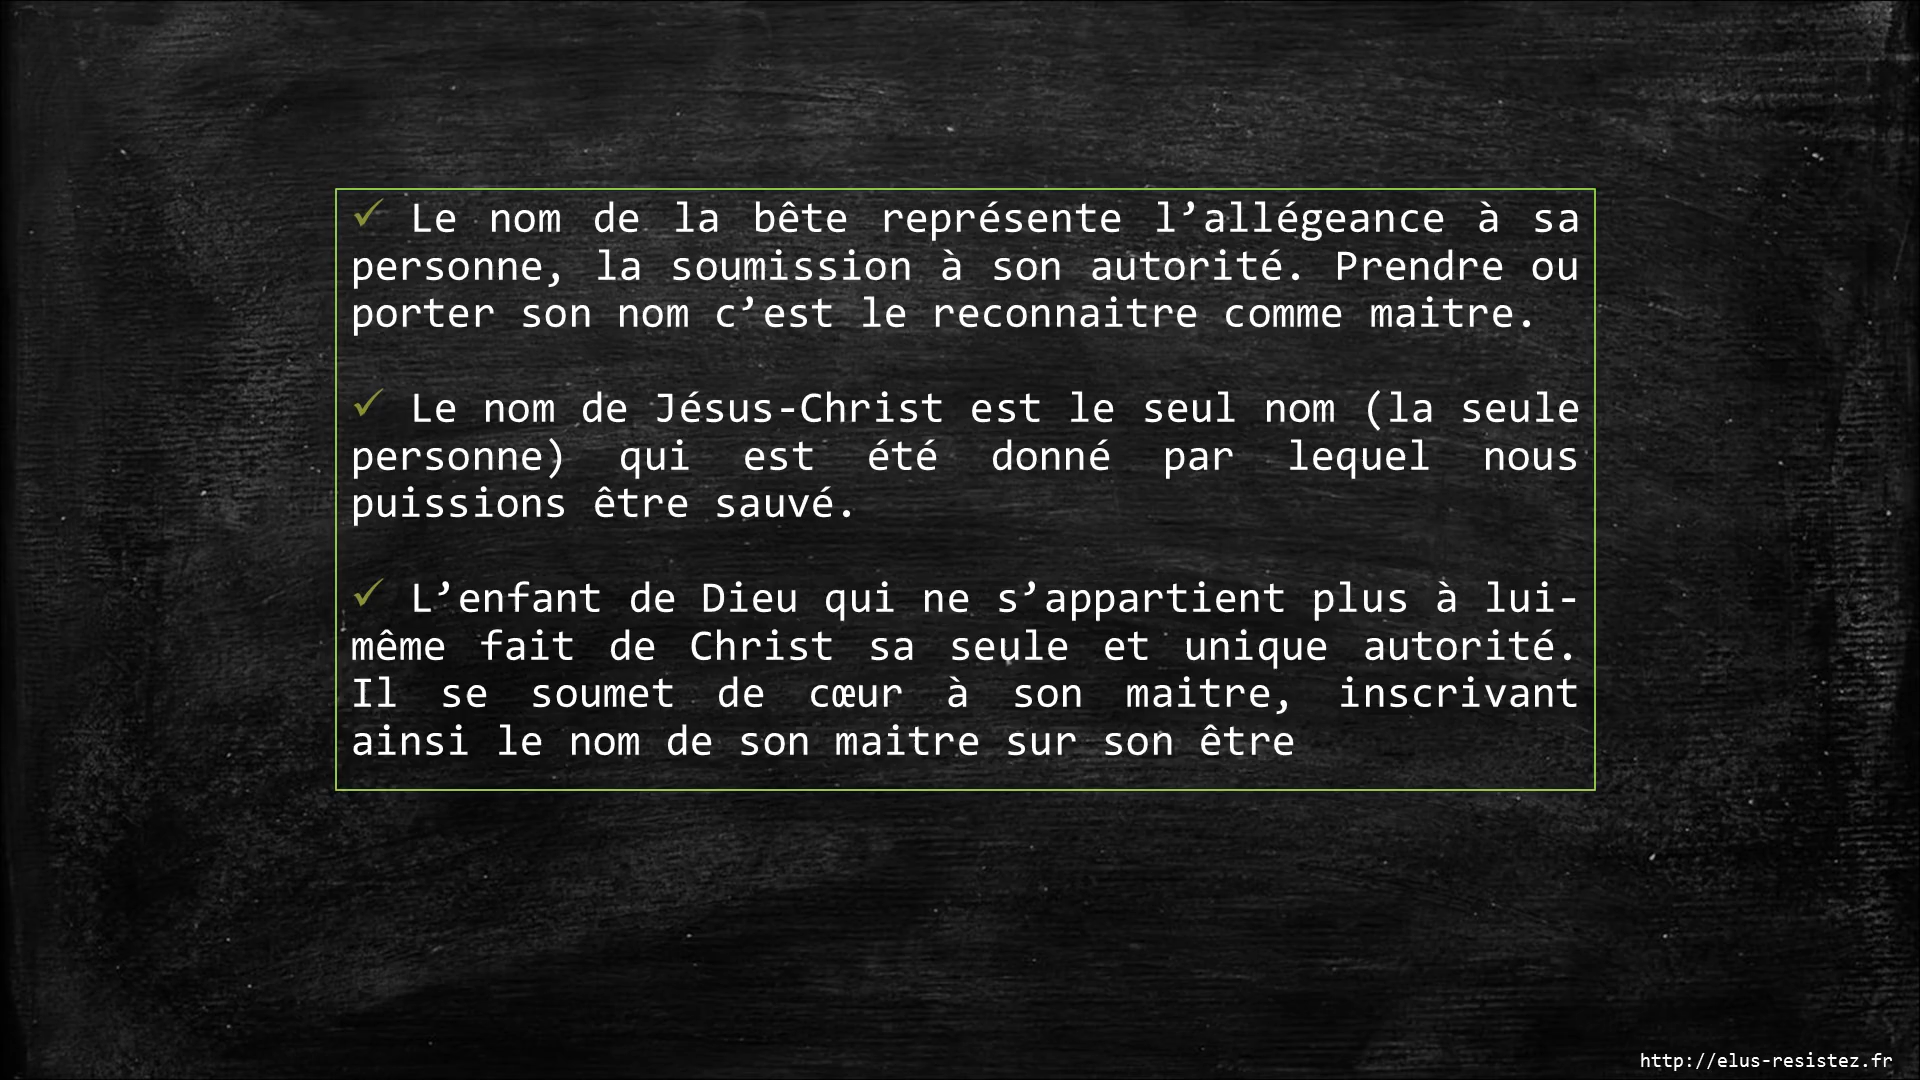 ✓ Le nom de la bête représente l’allégeance à sa
personne, la soumission à son autorité. Prendre ou
porter son nom c’est le reconnaitre comme maitre.
✓ Le nom de Jésus-Christ est le seul nom (la seule
personne) qui est été donné par lequel nous
puissions être sauvé.
✓ L’enfant de Dieu qui ne s’appartient plus à lui-
même fait de Christ sa seule et unique autorité.
Il se soumet de cœur à son maitre, inscrivant
ainsi le nom de son maitre sur son être
http://elus-resistez.fr